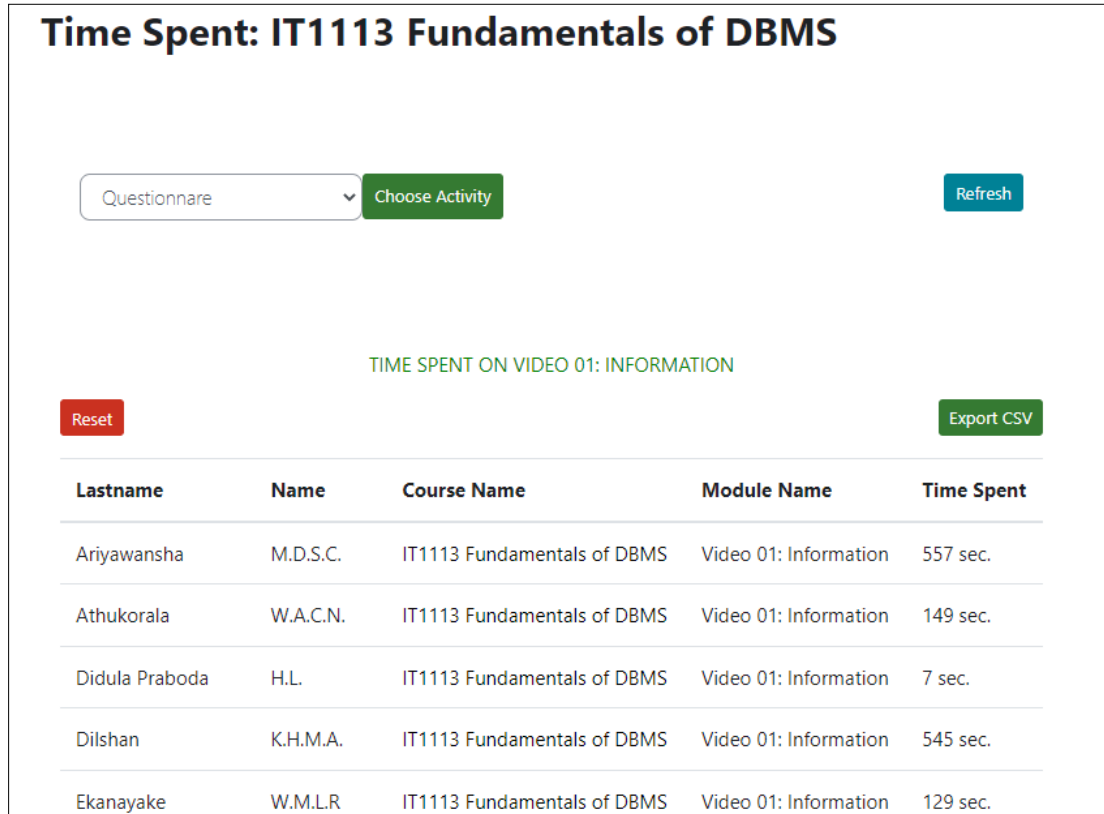 Time Spent: IT1113 Fundamentals of DBMS
Questionnare Choose Activity Refresh
TIME SPENT ON VIDEO 01: INFORMATION
Reset Export CSV
Lastname Name Course Name Module Name Time Spent
Ariyawansha M.D.S.C. IT1113 Fundamentals of DBMS Video 01: Information 557 sec.
Athukorala W.A.C.N. IT1113 Fundamentals of DBMS Video 01: Information 149 sec.
Didula Praboda H.L. IT1113 Fundamentals of DBMS Video 01: Information 7 sec.
Dilshan K.H.M.A. IT1113 Fundamentals of DBMS Video 01: Information 545 sec.
Ekanayake W.M.L.R IT1113 Fundamentals of DBMS Video 01: Information 129 sec.